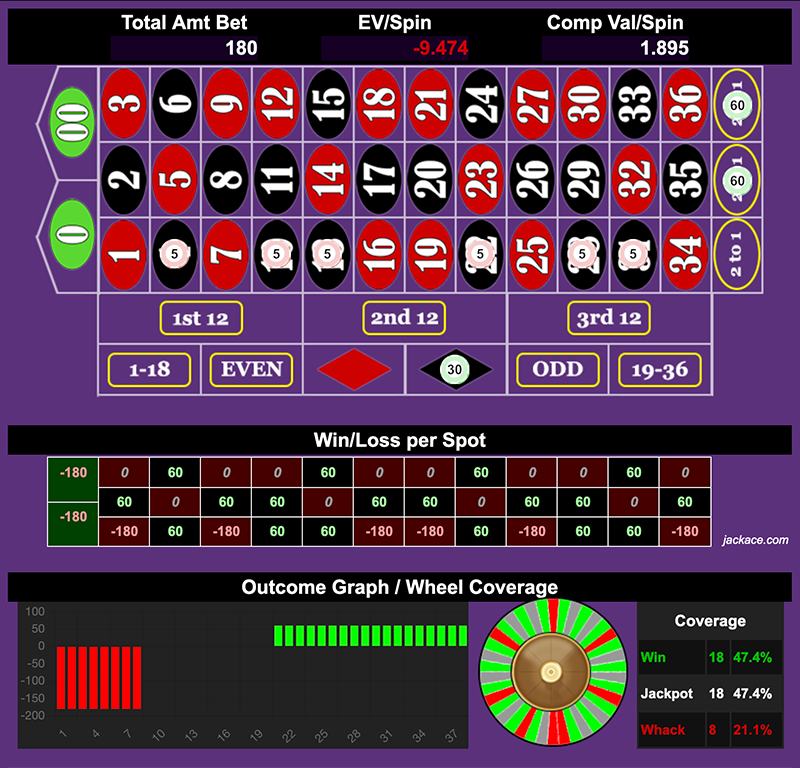 Total Amt Bet EV/Spin Comp Val/Spin
180 -9.474 1.895
00 3 6 9 12 15 18 21 24 27 30 33 36 60
2 5 8 11 14 17 20 23 26 29 32 35 60
0 1 5 7 5 5 16 19 5 25 5 5 34 2 to 1
1st 12 2nd 12 3rd 12
1-18 EVEN 30 ODD 19-36
Win/Loss per Spot
-180 0 60 0 0 60 0 0 60 0 0 60 0
60 0 60 60 0 60 60 0 60 60 0 60
-180 -180 60 -180 60 60 -180 -180 60 -180 60 60 -180
jackace.com
Outcome Graph / Wheel Coverage
100
50
0
-50
-100
-150
-200
1 4 7 10 13 16 19 22 25 28 31 34 37
Coverage
Win 18 47.4%
Jackpot 18 47.4%
Whack 8 21.1%